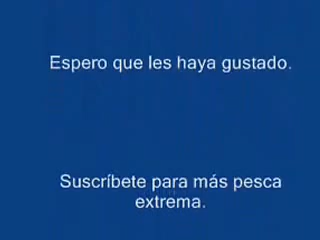 Espero que les haya gustado.
Suscríbete para más pesca
extrema.